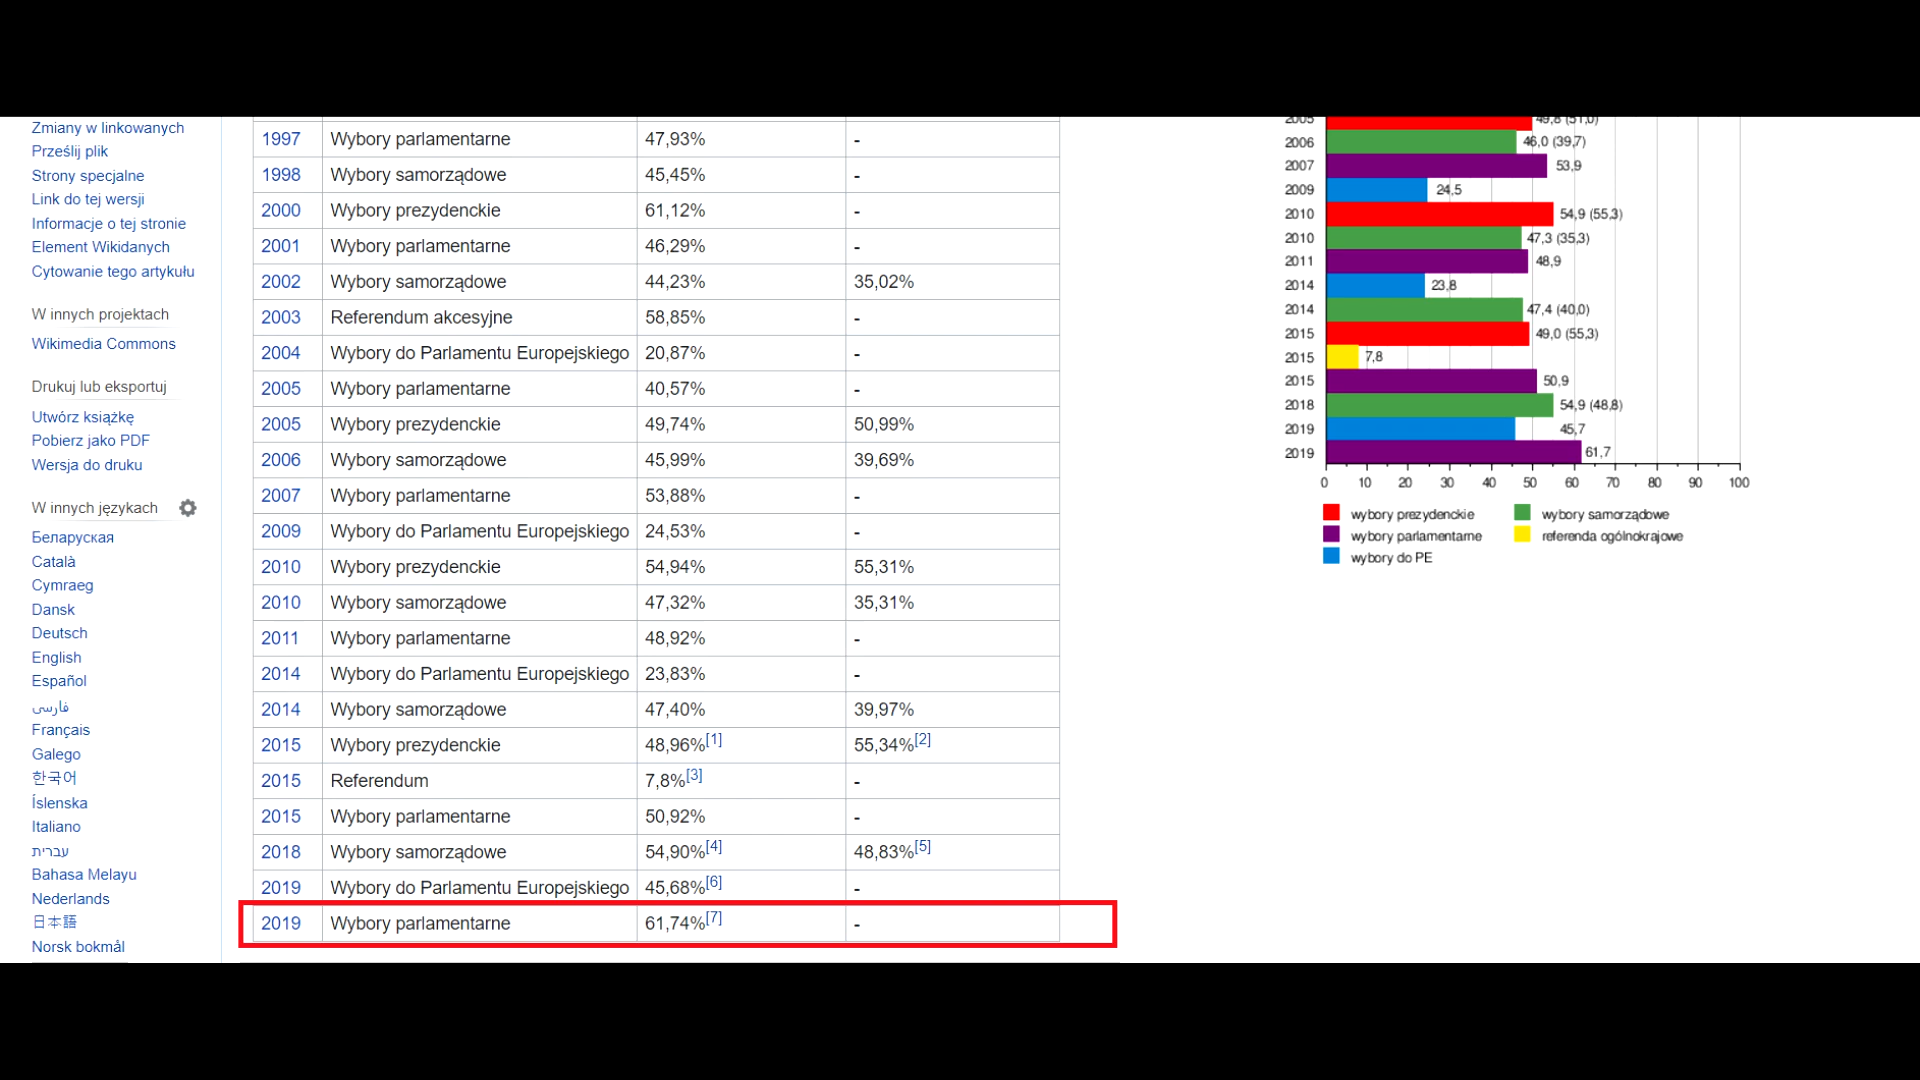 Zmiany w linkowanych
Prześlij plik
Strony specjalne
Link do tej wersji
Informacje o tej stronie
Element Wikidanych
Cytowanie tego artykułu
W innych projektach
Wikimedia Commons
Drukuj lub eksportuj
Utwórz książkę
Pobierz jako PDF
Wersja do druku
W innych językach
Беларуская
Català
Cymraeg
Dansk
Deutsch
English
Español
فارسی
Français
Galego
한국어
Íslenska
Italiano
עברית
Bahasa Melayu
Nederlands
日本語
Norsk bokmål
1997 Wybory parlamentarne 47,93% -
1998 Wybory samorządowe 45,45% -
2000 Wybory prezydenckie 61,12% -
2001 Wybory parlamentarne 46,29% -
2002 Wybory samorządowe 44,23% 35,02%
2003 Referendum akcesyjne 58,85% -
2004 Wybory do Parlamentu Europejskiego 20,87% -
2005 Wybory parlamentarne 40,57% -
2005 Wybory prezydenckie 49,74% 50,99%
2006 Wybory samorządowe 45,99% 39,69%
2007 Wybory parlamentarne 53,88% -
2009 Wybory do Parlamentu Europejskiego 24,53% -
2010 Wybory prezydenckie 54,94% 55,31%
2010 Wybory samorządowe 47,32% 35,31%
2011 Wybory parlamentarne 48,92% -
2014 Wybory do Parlamentu Europejskiego 23,83% -
2014 Wybory samorządowe 47,40% 39,97%
2015 Wybory prezydenckie 48,96%[1] 55,34%[2]
2015 Referendum 7,8%[3] -
2015 Wybory parlamentarne 50,92% -
2018 Wybory samorządowe 54,90%[4] 48,83%[5]
2019 Wybory do Parlamentu Europejskiego 45,68%[6] -
2019 Wybory parlamentarne 61,74%[7] -
2005 49,8 (51,0)
2006 46,0 (39,7)
2007 53,9
2009 24,5
2010 54,9 (55,3)
2010 47,3 (35,3)
2011 48,9
2014 23,8
2014 47,4 (40,0)
2015 49,0 (55,3)
2015 7,8
2015 50,9
2018 54,9 (48,8)
2019 45,7
2019 61,7
0 10 20 30 40 50 60 70 80 90 100
wybory prezydenckie wybory samorządowe
wybory parlamentarne referenda ogólnokrajowe
wybory do PE